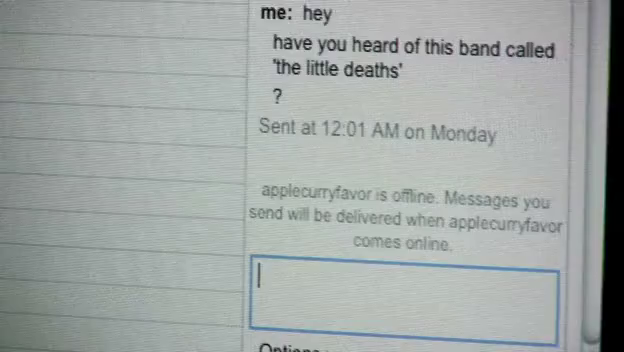 me: hey
have you heard of this band called
'the little deaths'
?
Sent at 12:01 AM on Monday
applecurryfavor is offline. Messages you
send will be delivered when applecurryfavor
comes online.
Options